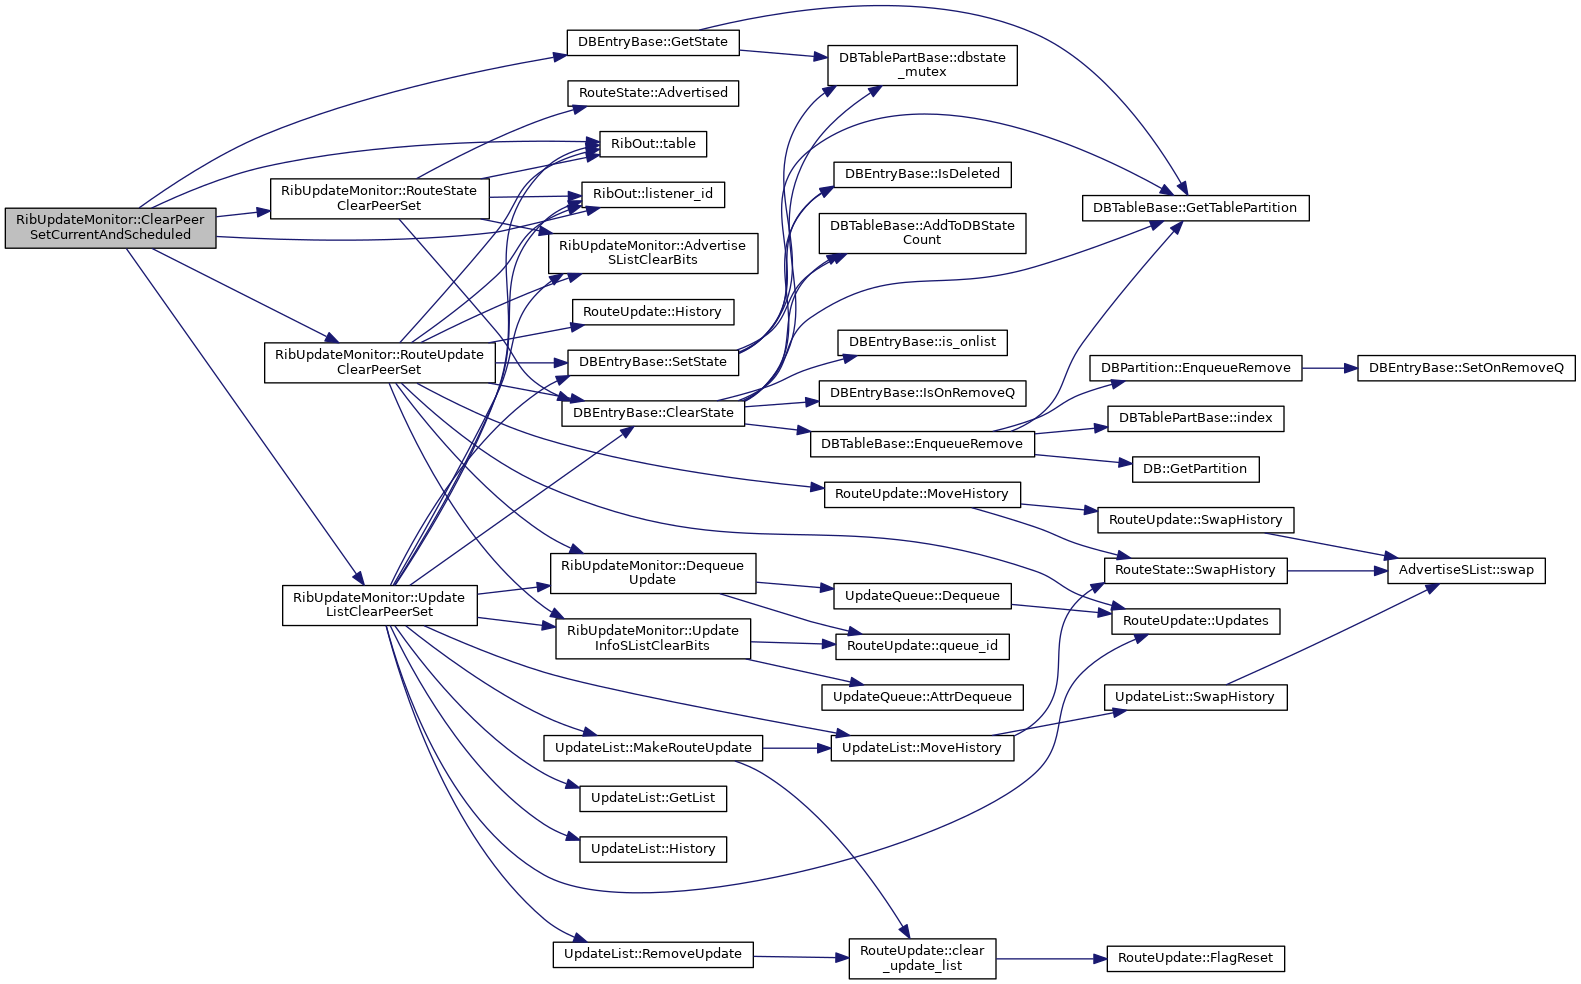 RibUpdateMonitor::ClearPeer
SetCurrentAndScheduled
RibUpdateMonitor::RouteState
ClearPeerSet
RibUpdateMonitor::RouteUpdate
ClearPeerSet
RibUpdateMonitor::Update
ListClearPeerSet
DBEntryBase::GetState
RouteState::Advertised
RibOut::table
RibOut::listener_id
RibUpdateMonitor::Advertise
SListClearBits
RouteUpdate::History
DBEntryBase::SetState
DBEntryBase::ClearState
RibUpdateMonitor::Dequeue
Update
RibUpdateMonitor::Update
InfoSListClearBits
UpdateList::MakeRouteUpdate
UpdateList::GetList
UpdateList::History
UpdateList::RemoveUpdate
DBTablePartBase::dbstate
_mutex
DBEntryBase::IsDeleted
DBTableBase::AddToDBState
Count
DBEntryBase::is_onlist
DBEntryBase::IsOnRemoveQ
DBTableBase::EnqueueRemove
RouteUpdate::MoveHistory
UpdateQueue::Dequeue
RouteUpdate::queue_id
UpdateQueue::AttrDequeue
UpdateList::MoveHistory
RouteUpdate::clear
_update_list
DBTableBase::GetTablePartition
DBPartition::EnqueueRemove
DBTablePartBase::index
DB::GetPartition
RouteUpdate::SwapHistory
RouteState::SwapHistory
RouteUpdate::Updates
UpdateList::SwapHistory
RouteUpdate::FlagReset
DBEntryBase::SetOnRemoveQ
AdvertiseSList::swap